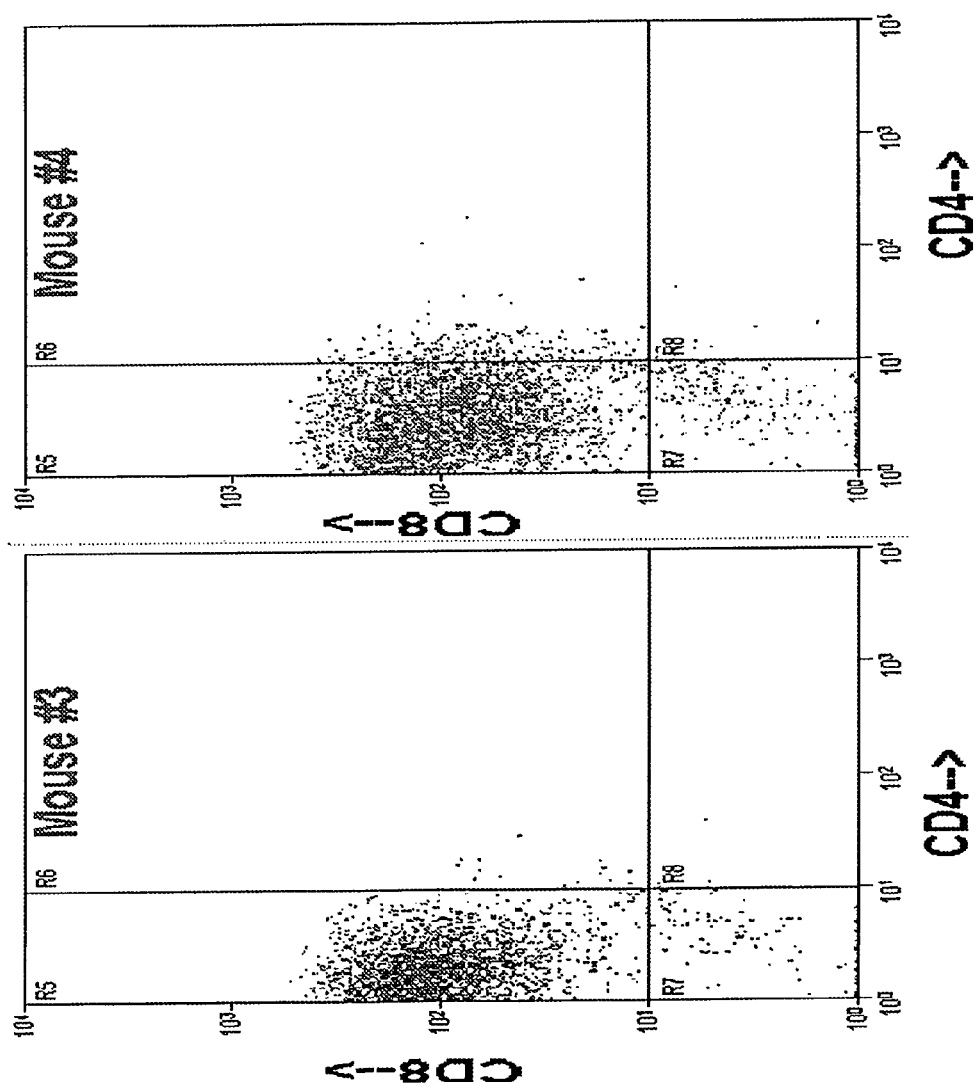 Mouse #4
R5
R6
R7
R8
10⁴
10³
10²
10¹
10⁰
CD8-->
10⁰
10¹
10²
10³
10⁴
CD4-->
Mouse #3
R5
R6
R7
R8
10⁴
10³
10²
10¹
10⁰
CD8-->
10⁰
10¹
10²
10³
10⁴
CD4-->